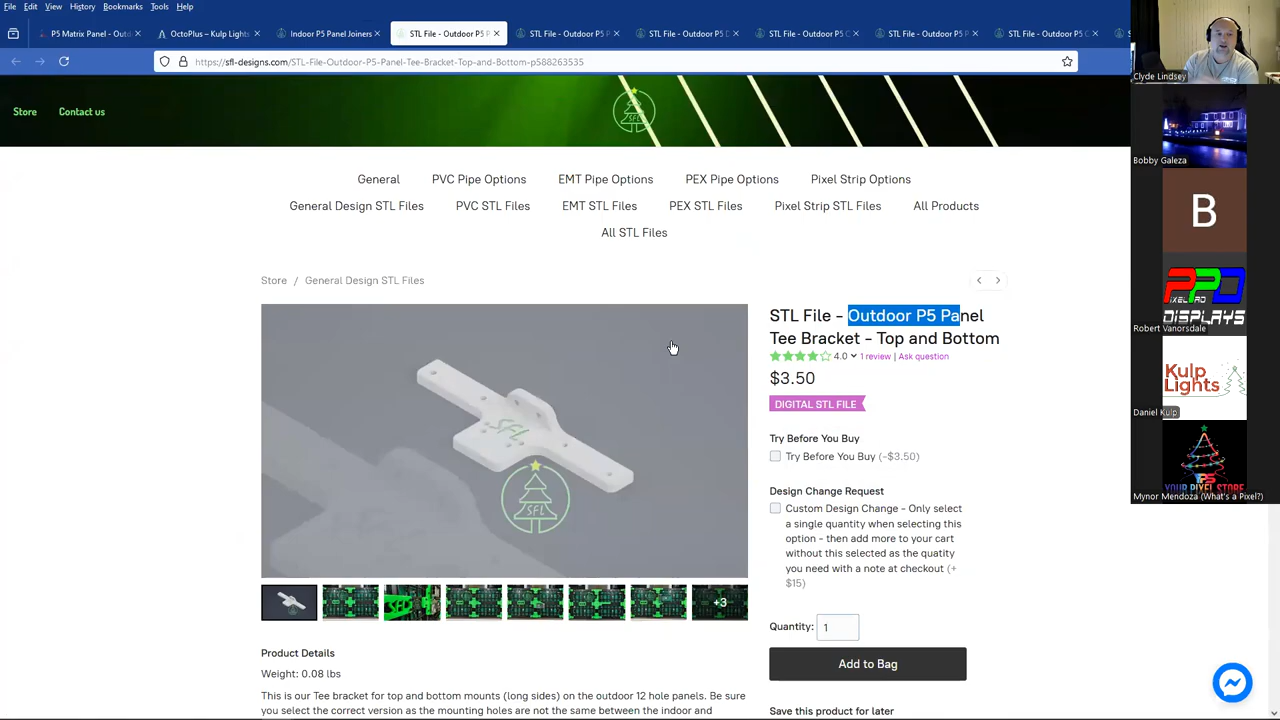 File Edit View History Bookmarks Tools Help
P5 Matrix Panel - Outd
OctoPlus – Kulp Lights
Indoor P5 Panel Joiners
STL File - Outdoor P5 P
STL File - Outdoor P5 P
STL File - Outdoor P5 D
STL File - Outdoor P5 C
STL File - Outdoor P5 P
STL File - Outdoor P5 C
https://sfl-designs.com/STL-File-Outdoor-P5-Panel-Tee-Bracket-Top-and-Bottom-p588263535
Store Contact us
SFL
General PVC Pipe Options EMT Pipe Options PEX Pipe Options Pixel Strip Options
General Design STL Files PVC STL Files EMT STL Files PEX STL Files Pixel Strip STL Files All Products
All STL Files
Store / General Design STL Files
SFL
SFL
+3
Product Details
Weight: 0.08 lbs
This is our Tee bracket for top and bottom mounts (long sides) on the outdoor 12 hole panels. Be sure
you select the correct version as the mounting holes are not the same between the indoor and
STL File - Outdoor P5 Panel
Tee Bracket - Top and Bottom
4.0 1 review | Ask question
$3.50
DIGITAL STL FILE
Try Before You Buy
Try Before You Buy (-$3.50)
Design Change Request
Custom Design Change - Only select
a single quantity when selecting this
option - then add more to your cart
without this selected as the quatity
you need with a note at checkout (+
$15)
Quantity: 1
Add to Bag
Save this product for later
Clyde Lindsey
Bobby Galeza
B
PPD
PIXEL PRO
DISPLAYS
Robert Vanorsdale
Kulp
Lights
Daniel Kulp
YOUR PIXEL STORE
Mynor Mendoza (What's a Pixel?)